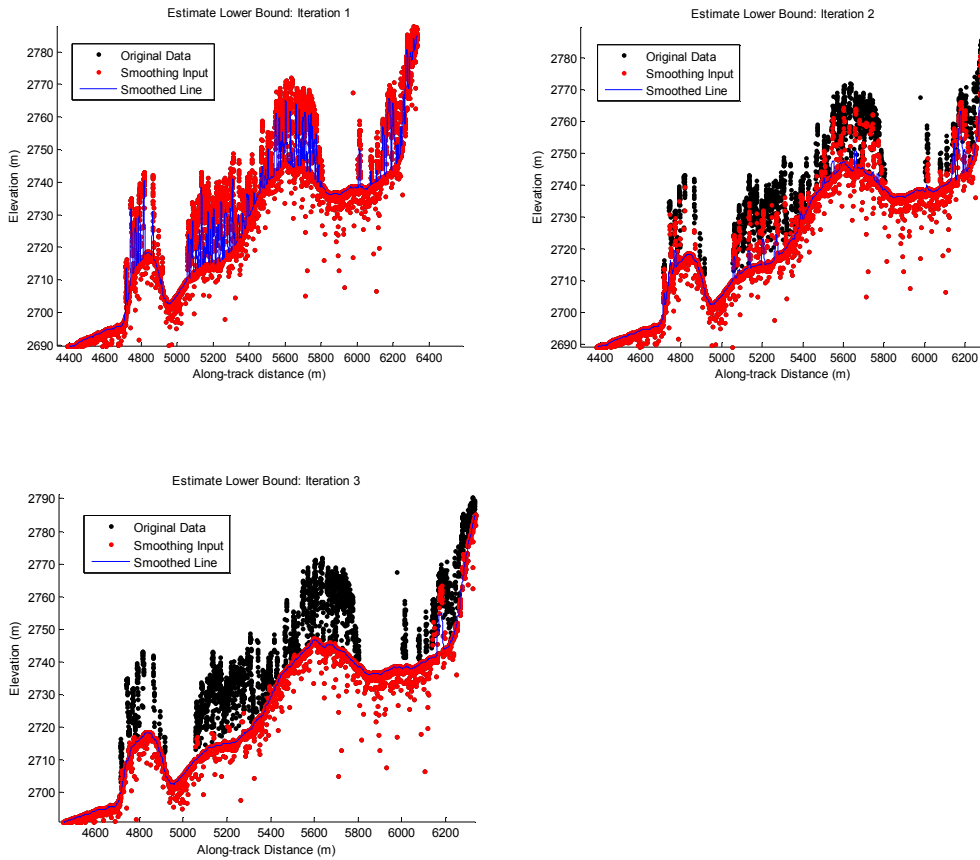 Estimate Lower Bound: Iteration 1
2780
2770
2760
2750
2740
2730
2720
2710
2700
2690
Elevation (m)
Original Data
Smoothing Input
Smoothed Line
4400 4600 4800 5000 5200 5400 5600 5800 6000 6200 6400
Along-track distance (m)
Estimate Lower Bound: Iteration 2
2780
2770
2760
2750
2740
2730
2720
2710
2700
2690
Elevation (m)
Original Data
Smoothing Input
Smoothed Line
4400 4600 4800 5000 5200 5400 5600 5800 6000 6200
Along-track Distance (m)
Estimate Lower Bound: Iteration 3
2790
2780
2770
2760
2750
2740
2730
2720
2710
2700
Elevation (m)
Original Data
Smoothing Input
Smoothed Line
4600 4800 5000 5200 5400 5600 5800 6000 6200
Along-track Distance (m)